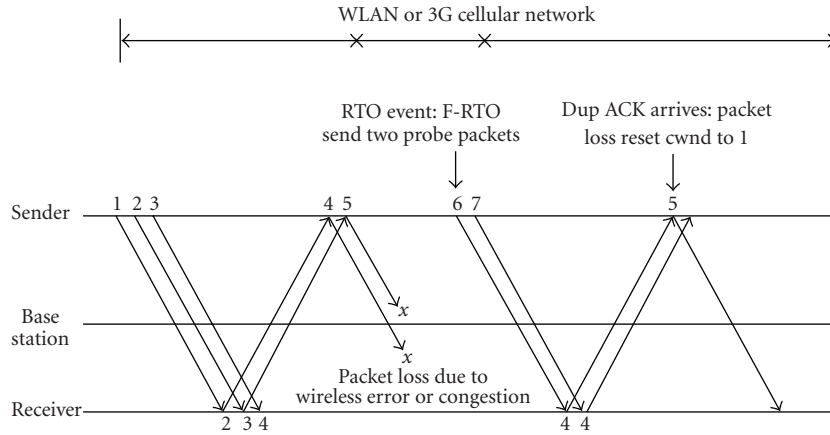 WLAN or 3G cellular network
RTO event: F-RTO
send two probe packets
Dup ACK arrives: packet
loss reset cwnd to 1
1 2 3 4 5 6 7 5
Sender
x
Base
station
x
Packet loss due to
wireless error or congestion
Receiver
2 3 4 4 4